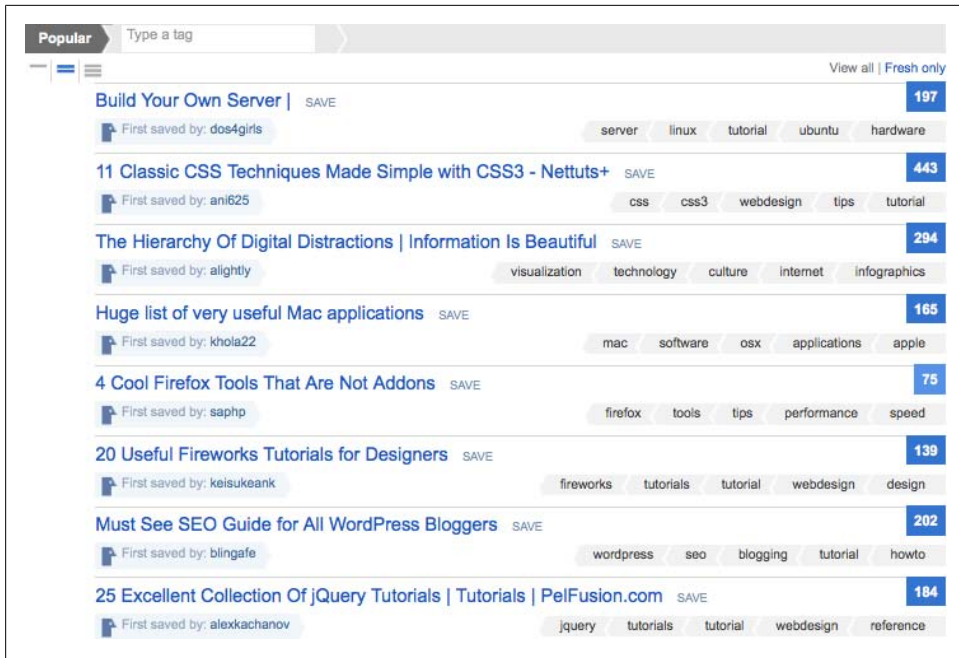 Popular Type a tag
View all | Fresh only
Build Your Own Server | SAVE 197
First saved by: dos4girls server linux tutorial ubuntu hardware
11 Classic CSS Techniques Made Simple with CSS3 - Nettuts+ SAVE 443
First saved by: ani625 css css3 webdesign tips tutorial
The Hierarchy Of Digital Distractions | Information Is Beautiful SAVE 294
First saved by: alightly visualization technology culture internet infographics
Huge list of very useful Mac applications SAVE 165
First saved by: khola22 mac software osx applications apple
4 Cool Firefox Tools That Are Not Addons SAVE 75
First saved by: saphp firefox tools tips performance speed
20 Useful Fireworks Tutorials for Designers SAVE 139
First saved by: keisukeank fireworks tutorials tutorial webdesign design
Must See SEO Guide for All WordPress Bloggers SAVE 202
First saved by: blingafe wordpress seo blogging tutorial howto
25 Excellent Collection Of jQuery Tutorials | Tutorials | PelFusion.com SAVE 184
First saved by: alexkachanov jquery tutorials tutorial webdesign reference